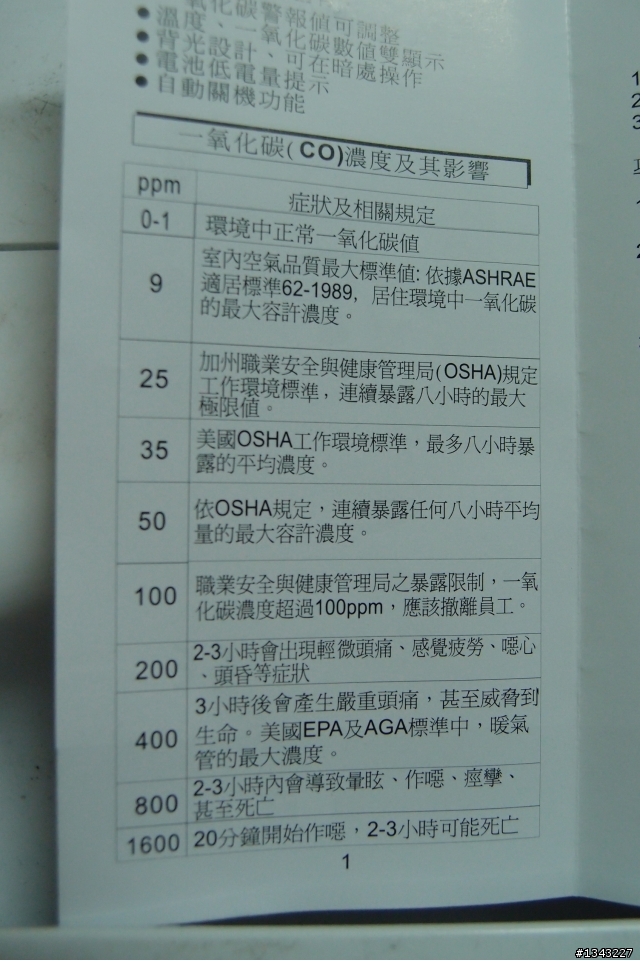 氧化碳警報值可調整
●溫度、一氧化碳數值雙顯示
●背光設計、可在暗處操作
●電池低電量提示
●自動關機功能
一氧化碳(CO)濃度及其影響
ppm 症狀及相關規定
0-1 環境中正常一氧化碳值
9 室內空氣品質最大標準值: 依據ASHRAE
適居標準62-1989, 居住環境中一氧化碳
的最大容許濃度。
25 加州職業安全與健康管理局(OSHA)規定
工作環境標準, 連續暴露八小時的最大
極限值。
35 美國OSHA工作環境標準，最多八小時暴
露的平均濃度。
50 依OSHA規定，連續暴露任何八小時平均
量的最大容許濃度。
100 職業安全與健康管理局之暴露限制，一氧
化碳濃度超過100ppm，應該撤離員工。
200 2-3小時會出現輕微頭痛、感覺疲勞、噁心
、頭昏等症狀
400 3小時後會產生嚴重頭痛，甚至威脅到
生命。美國EPA及AGA標準中，暖氣
管的最大濃度。
800 2-3小時內會導致暈眩、作噁、痙攣、
甚至死亡
1600 20分鐘開始作噁，2-3小時可能死亡
1
1
2
3
#1343227